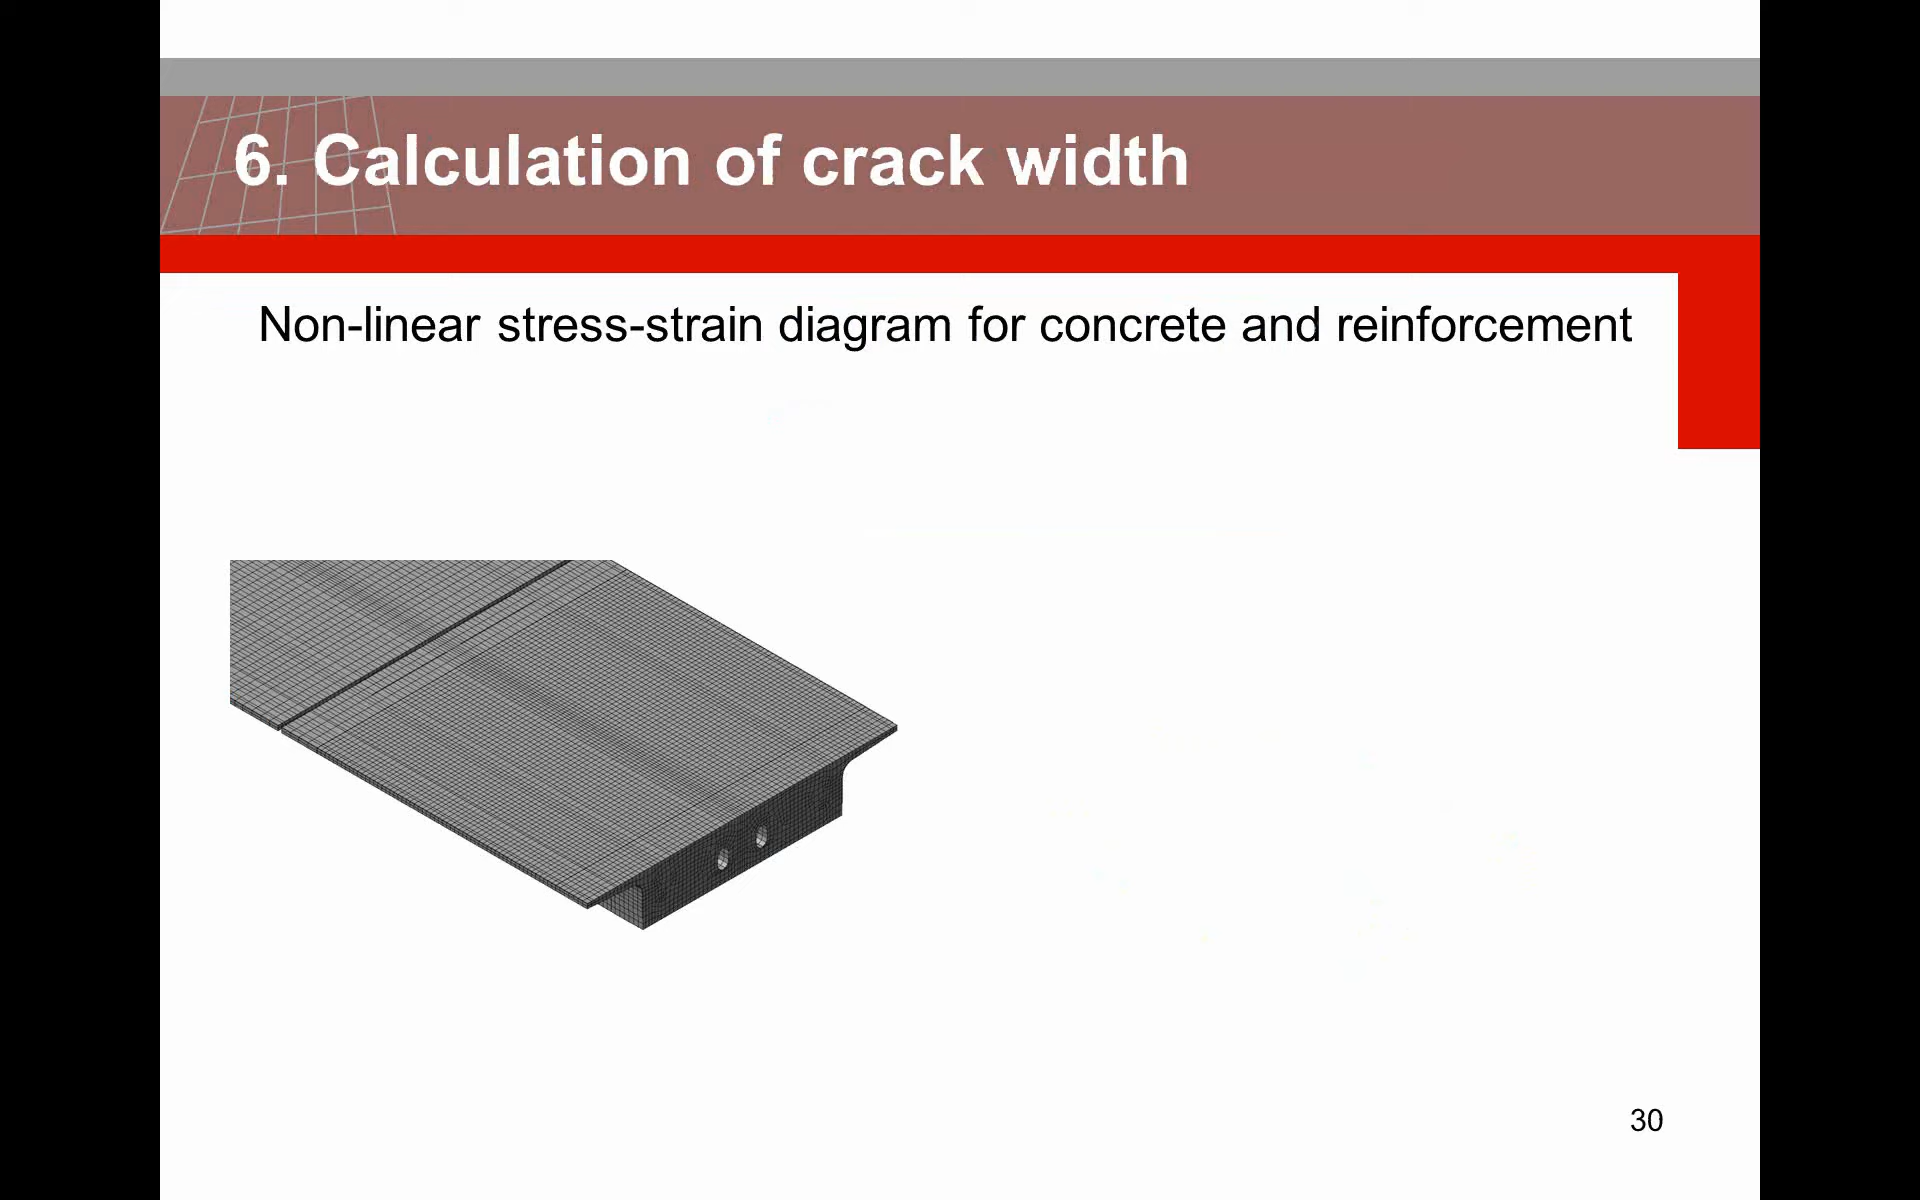 6. Calculation of crack width
Non-linear stress-strain diagram for concrete and reinforcement
30